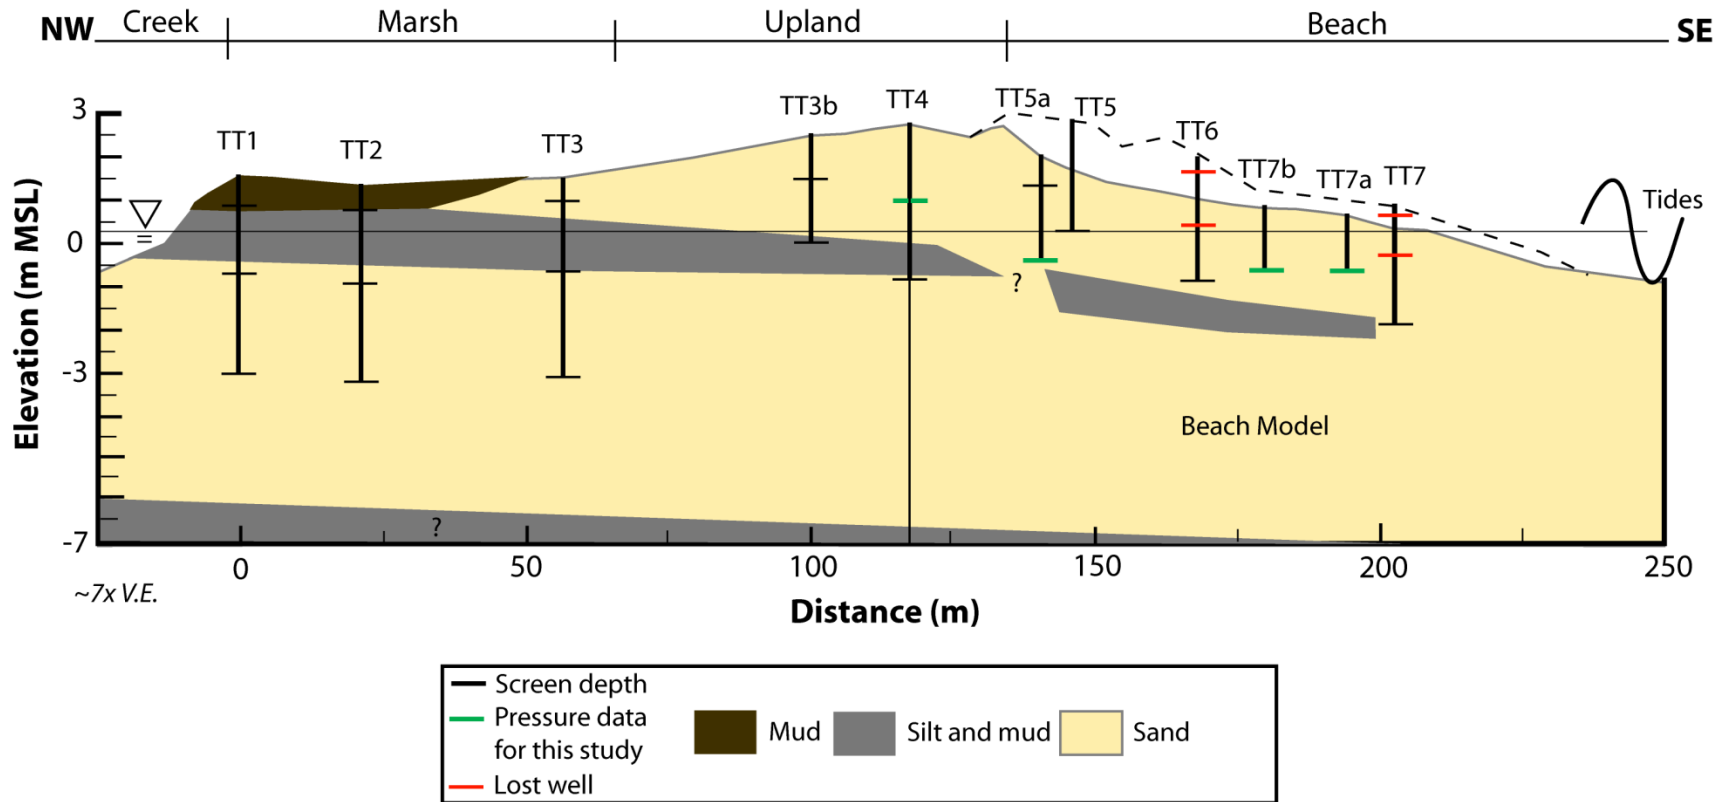 NW Creek Marsh Upland Beach SE
TT1
TT2
TT3
TT3b
TT4
TT5a
TT5
TT6
TT7b
TT7a
TT7
Tides
3
0
-3
-7
Elevation (m MSL)
?
?
Beach Model
0 50 100 150 200 250
~7x V.E.
Distance (m)
Screen depth
Pressure data
for this study
Lost well
Mud
Silt and mud
Sand